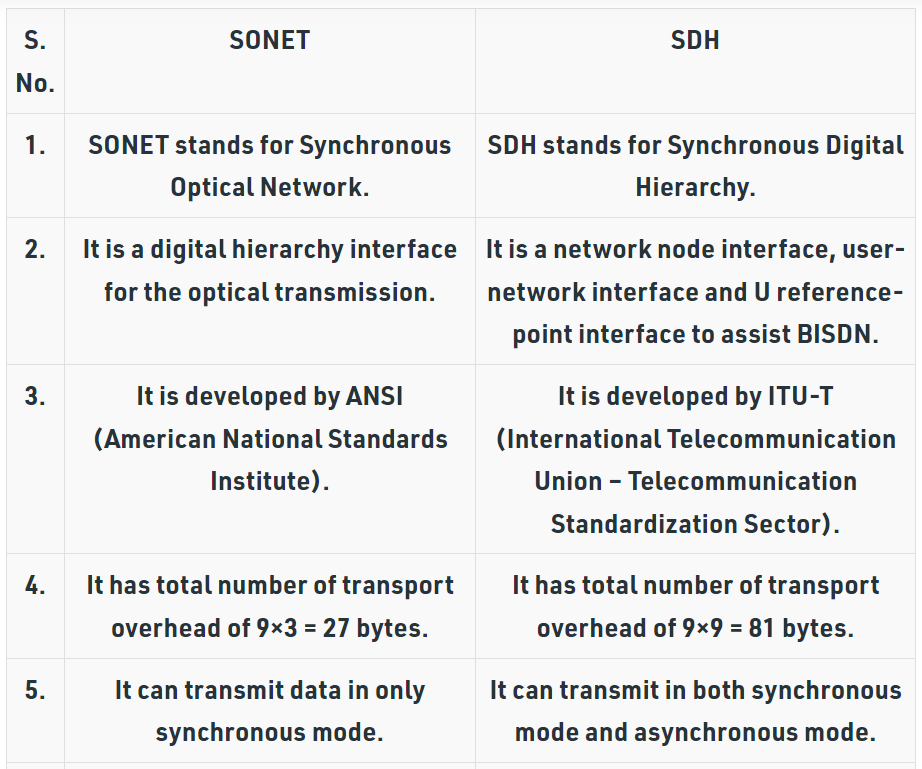 S. No. SONET SDH
1. SONET stands for Synchronous Optical Network. SDH stands for Synchronous Digital Hierarchy.
2. It is a digital hierarchy interface for the optical transmission. It is a network node interface, user-network interface and U reference-point interface to assist BISDN.
3. It is developed by ANSI (American National Standards Institute). It is developed by ITU-T (International Telecommunication Union – Telecommunication Standardization Sector).
4. It has total number of transport overhead of 9×3 = 27 bytes. It has total number of transport overhead of 9×9 = 81 bytes.
5. It can transmit data in only synchronous mode. It can transmit in both synchronous mode and asynchronous mode.